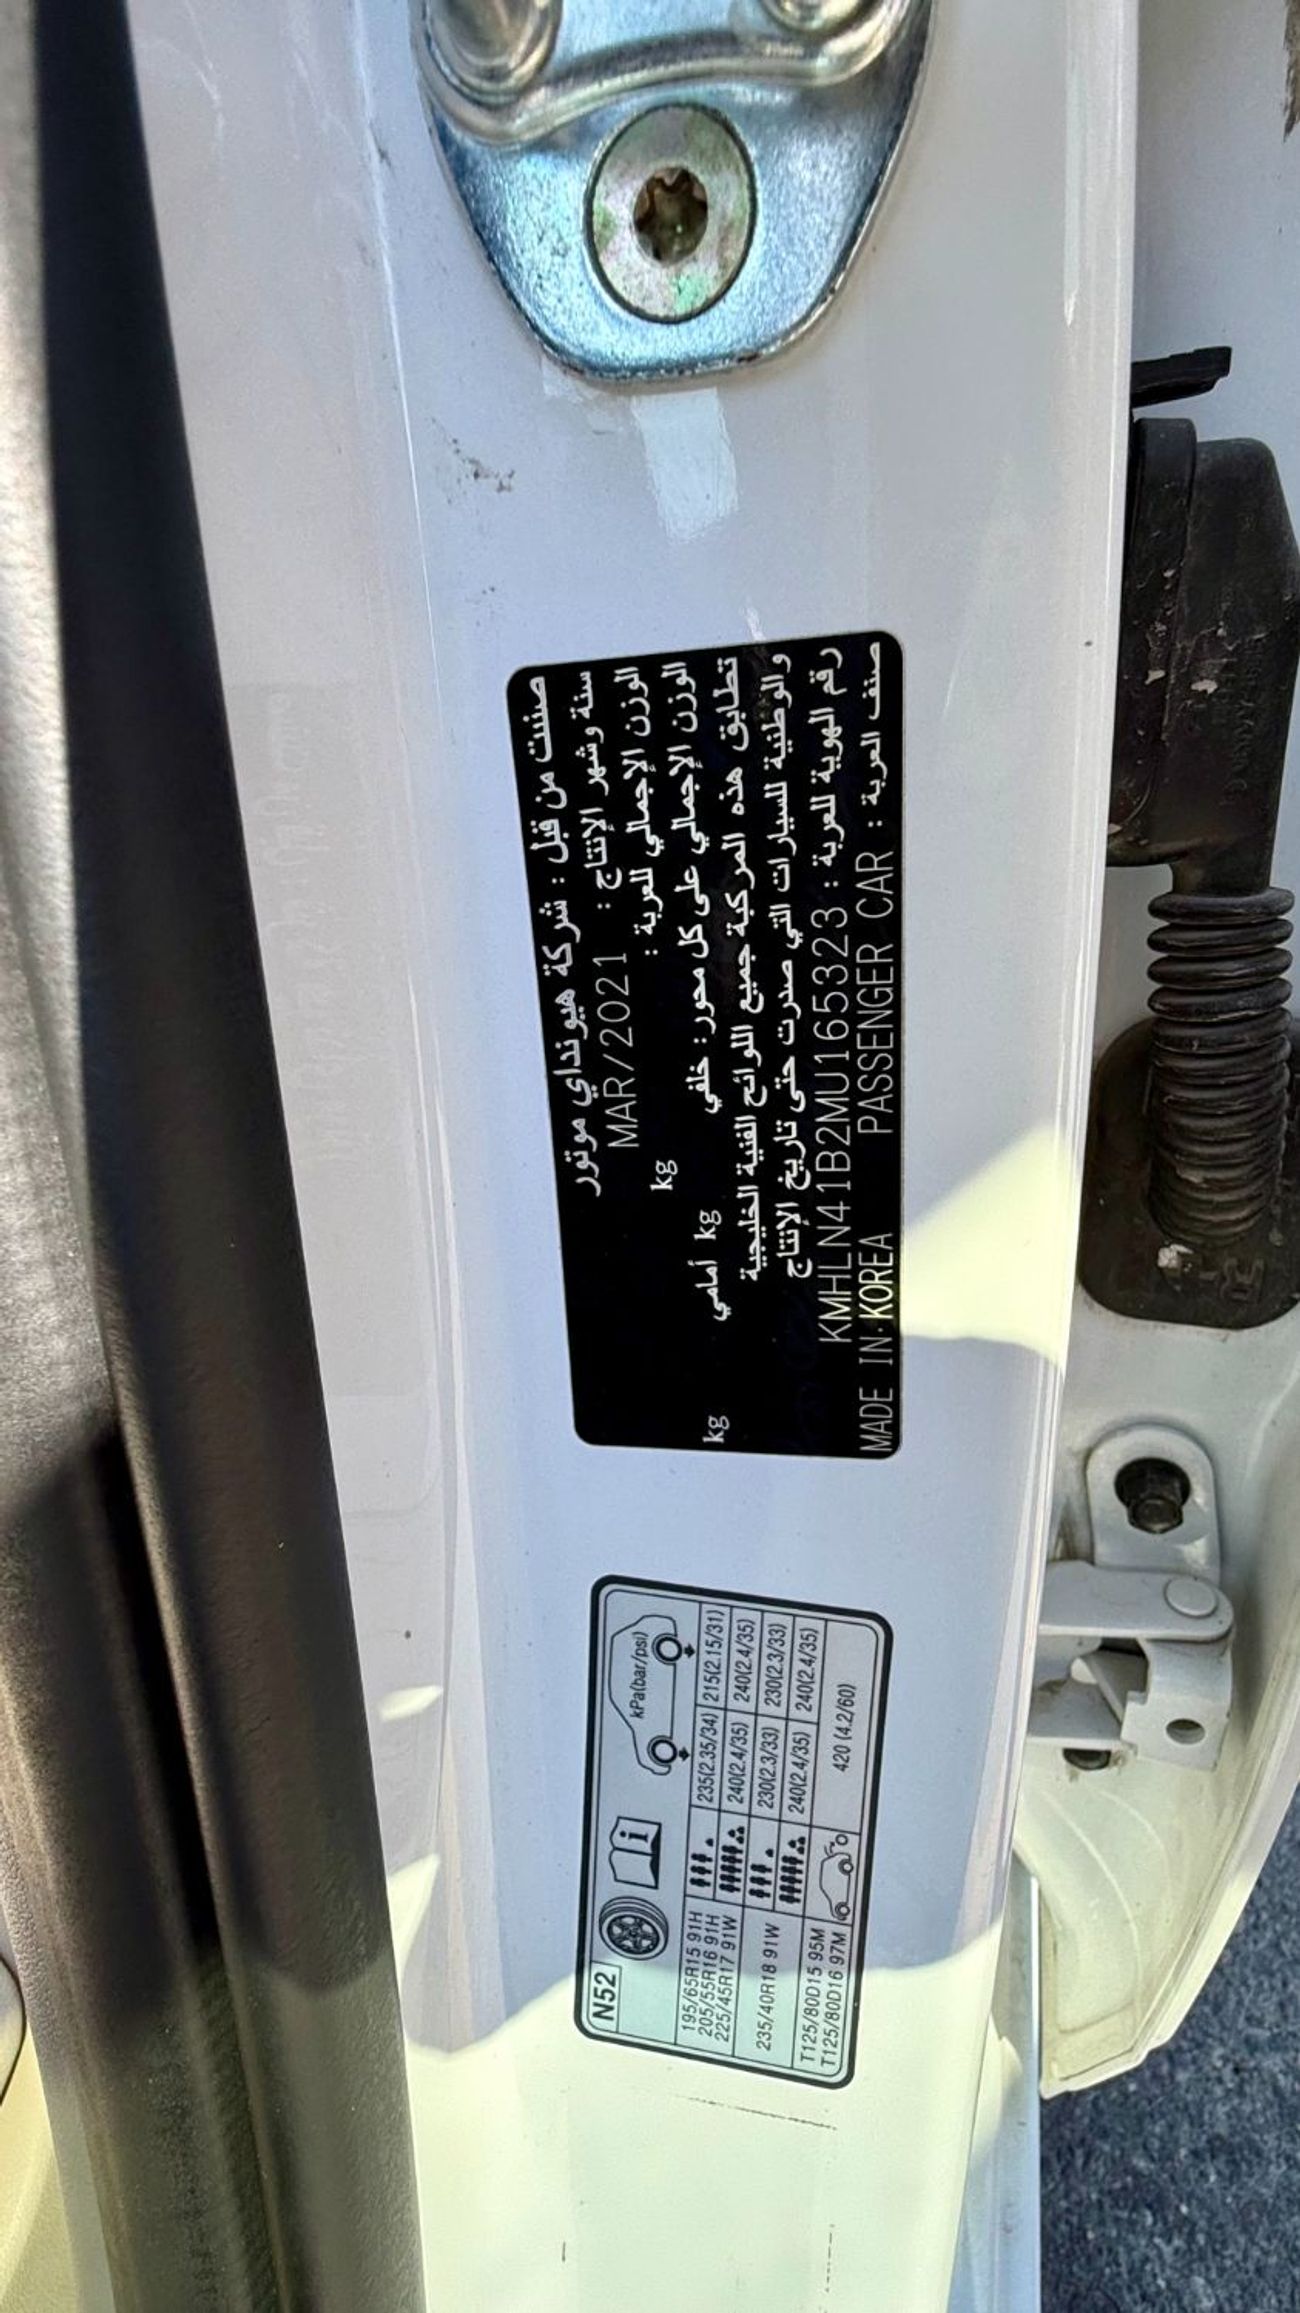 صنتت من قبل : شركة هيونداي موتور
سنة وشهر الإنتاج : MAR/2021
الوزن الإجمالي للعربة : kg
الوزن الإجمالي على كل محور : خلفي kg أمامي kg
تطابق هذه المركبة جميع اللوائح الفنية الخليجية
والوطنية للسيارات التي صدرت حتى تاريخ الإنتاج
رقم الهوية للعربة : KMHLN41B2MU165323
صنف العربة : PASSENGER CAR MADE IN KOREA
N52 i kPa(bar/psi)
195/65R15 91H 235(2.35/34) 215(2.15/31)
205/55R16 91H
225/45R17 91W 240(2.4/35) 240(2.4/35)
235/40R18 91W 230(2.3/33) 230(2.3/33)
240(2.4/35) 240(2.4/35)
T125/80D15 95M 420 (4.2/60)
T125/80D16 97M